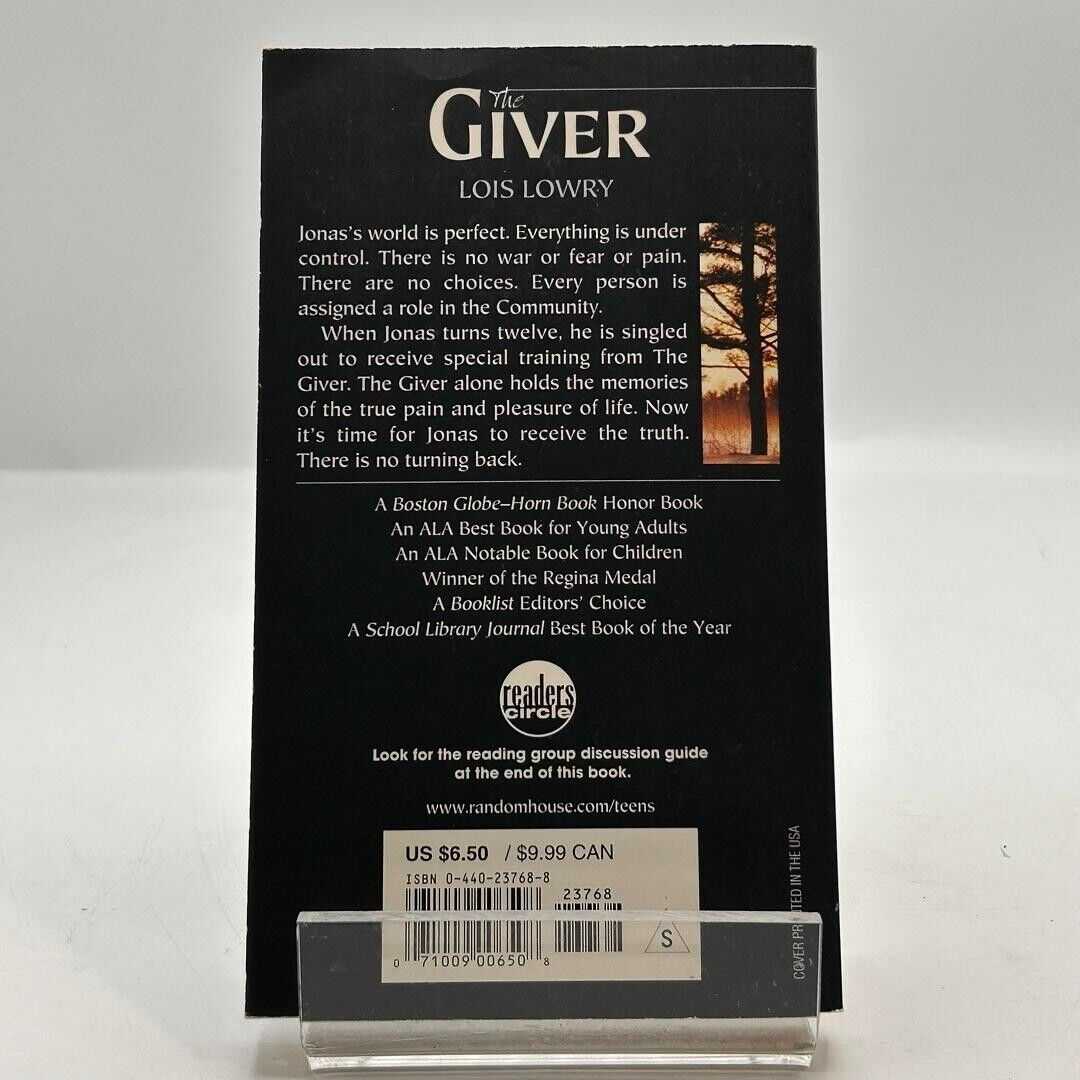 The
GIVER
LOIS LOWRY
Jonas's world is perfect. Everything is under
control. There is no war or fear or pain.
There are no choices. Every person is
assigned a role in the Community.
When Jonas turns twelve, he is singled
out to receive special training from The
Giver. The Giver alone holds the memories
of the true pain and pleasure of life. Now
it's time for Jonas to receive the truth.
There is no turning back.
A Boston Globe–Horn Book Honor Book
An ALA Best Book for Young Adults
An ALA Notable Book for Children
Winner of the Regina Medal
A Booklist Editors' Choice
A School Library Journal Best Book of the Year
readers
circle
Look for the reading group discussion guide
at the end of this book.
www.randomhouse.com/teens
US $6.50 / $9.99 CAN
ISBN 0-440-23768-8
23768
S
0 71009 00650 8
COVER PRINTED IN THE USA